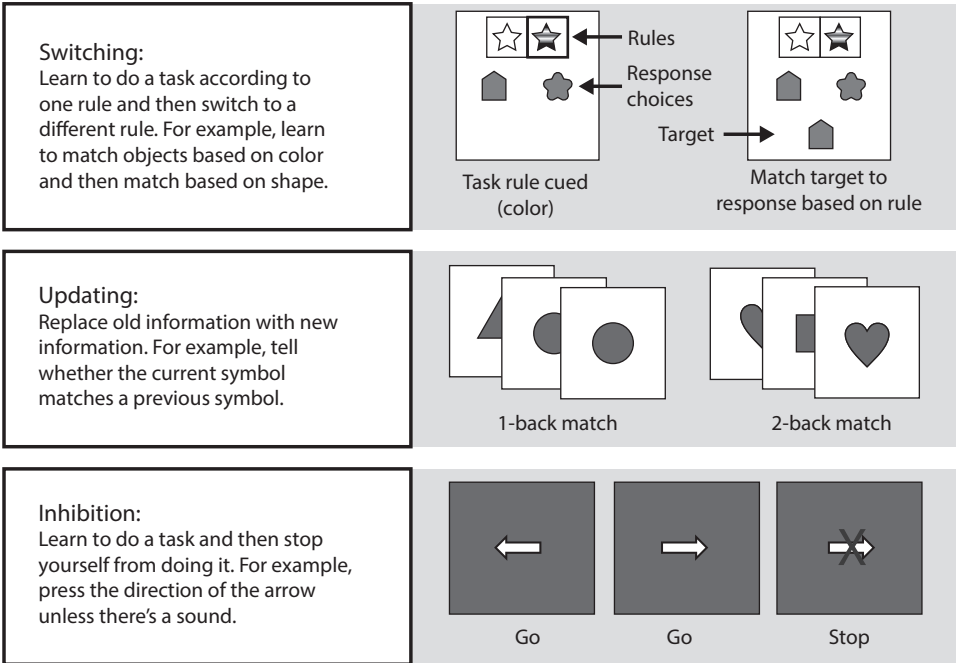 Switching:
Learn to do a task according to
one rule and then switch to a
different rule. For example, learn
to match objects based on color
and then match based on shape.
Rules
Response
choices
Target
Task rule cued
(color)
Match target to
response based on rule
Updating:
Replace old information with new
information. For example, tell
whether the current symbol
matches a previous symbol.
1-back match
2-back match
Inhibition:
Learn to do a task and then stop
yourself from doing it. For example,
press the direction of the arrow
unless there's a sound.
Go
Go
X
Stop